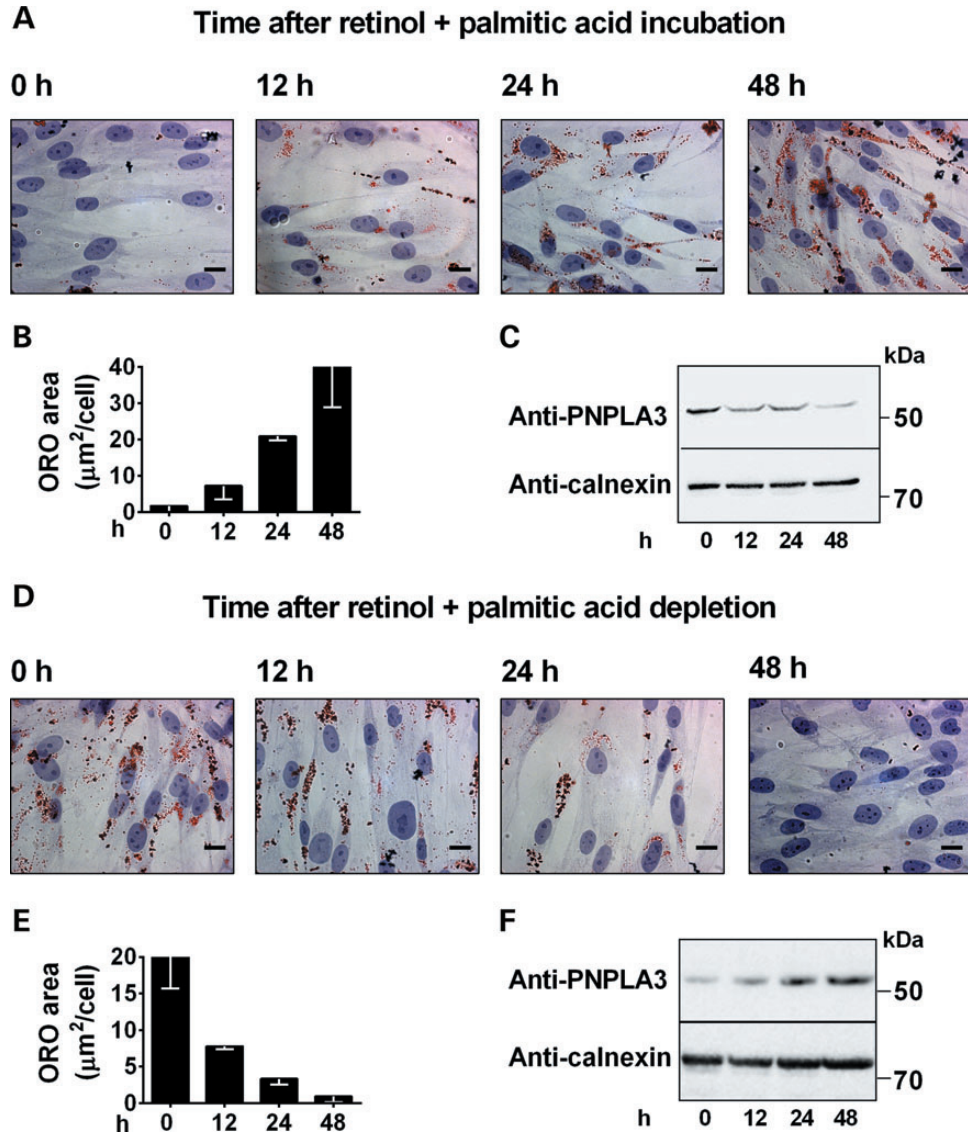 A
Time after retinol + palmitic acid incubation
0 h
12 h
24 h
48 h
B
ORO area
(μm²/cell)
40
30
20
10
0
h
0
12
24
48
C
kDa
Anti-PNPLA3
50
Anti-calnexin
70
h
0
12
24
48
D
Time after retinol + palmitic acid depletion
0 h
12 h
24 h
48 h
E
ORO area
(μm²/cell)
20
15
10
5
0
h
0
12
24
48
F
kDa
Anti-PNPLA3
50
Anti-calnexin
70
h
0
12
24
48